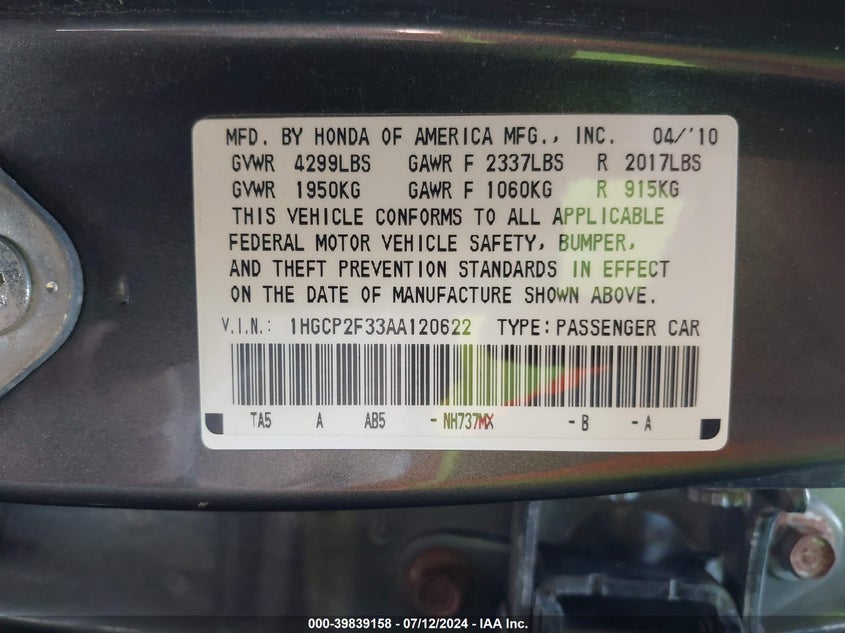 MFD. BY HONDA OF AMERICA MFG., INC. 04/'10
GVWR 4299LBS GAWR F 2337LBS R 2017LBS
GVWR 1950KG GAWR F 1060KG R 915KG
THIS VEHICLE CONFORMS TO ALL APPLICABLE
FEDERAL MOTOR VEHICLE SAFETY, BUMPER,
AND THEFT PREVENTION STANDARDS IN EFFECT
ON THE DATE OF MANUFACTURE SHOWN ABOVE.
V.I.N.: 1HGCP2F33AA120622 TYPE: PASSENGER CAR
TA5 A AB5 - NH737MX - B - A
000-39839158 - 07/12/2024 - IAA Inc.